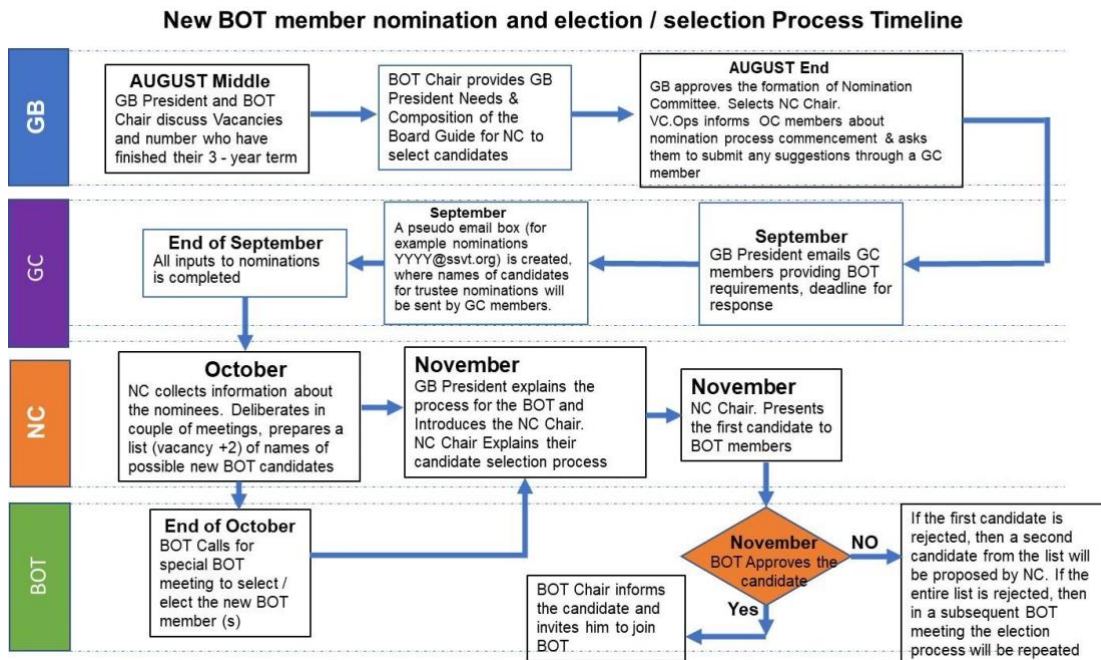 New BOT member nomination and election / selection Process Timeline
GB
AUGUST Middle
GB President and BOT
Chair discuss Vacancies
and number who have
finished their 3 - year term
BOT Chair provides GB
President Needs &
Composition of the
Board Guide for NC to
select candidates
AUGUST End
GB approves the formation of Nomination
Committee. Selects NC Chair.
VC.Ops informs OC members about
nomination process commencement & asks
them to submit any suggestions through a GC
member
GC
End of September
All inputs to nominations
is completed
September
A pseudo email box (for
example nominations
YYYY@ssvt.org) is created,
where names of candidates
for trustee nominations will
be sent by GC members.
September
GB President emails GC
members providing BOT
requirements, deadline for
response
NC
October
NC collects information about
the nominees. Deliberates in
couple of meetings, prepares a
list (vacancy +2) of names of
possible new BOT candidates
November
GB President explains the
process for the BOT and
Introduces the NC Chair.
NC Chair Explains their
candidate selection process
November
NC Chair. Presents
the first candidate to
BOT members
BOT
End of October
BOT Calls for
special BOT
meeting to select /
elect the new BOT
member (s)
BOT Chair informs
the candidate and
invites him to join
BOT
November
BOT Approves the
candidate
NO
Yes
If the first candidate is
rejected, then a second
candidate from the list will
be proposed by NC. If the
entire list is rejected, then
in a subsequent BOT
meeting the election
process will be repeated